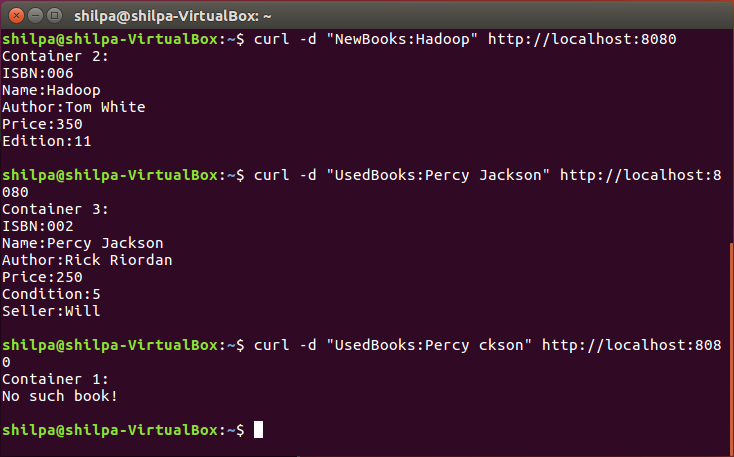 shilpa@shilpa-VirtualBox: ~
shilpa@shilpa-VirtualBox:~$ curl -d "NewBooks:Hadoop" http://localhost:8080
Container 2:
ISBN:006
Name:Hadoop
Author:Tom White
Price:350
Edition:11
shilpa@shilpa-VirtualBox:~$ curl -d "UsedBooks:Percy Jackson" http://localhost:8
080
Container 3:
ISBN:002
Name:Percy Jackson
Author:Rick Riordan
Price:250
Condition:5
Seller:Will
shilpa@shilpa-VirtualBox:~$ curl -d "UsedBooks:Percy ckson" http://localhost:808
0
Container 1:
No such book!
shilpa@shilpa-VirtualBox:~$